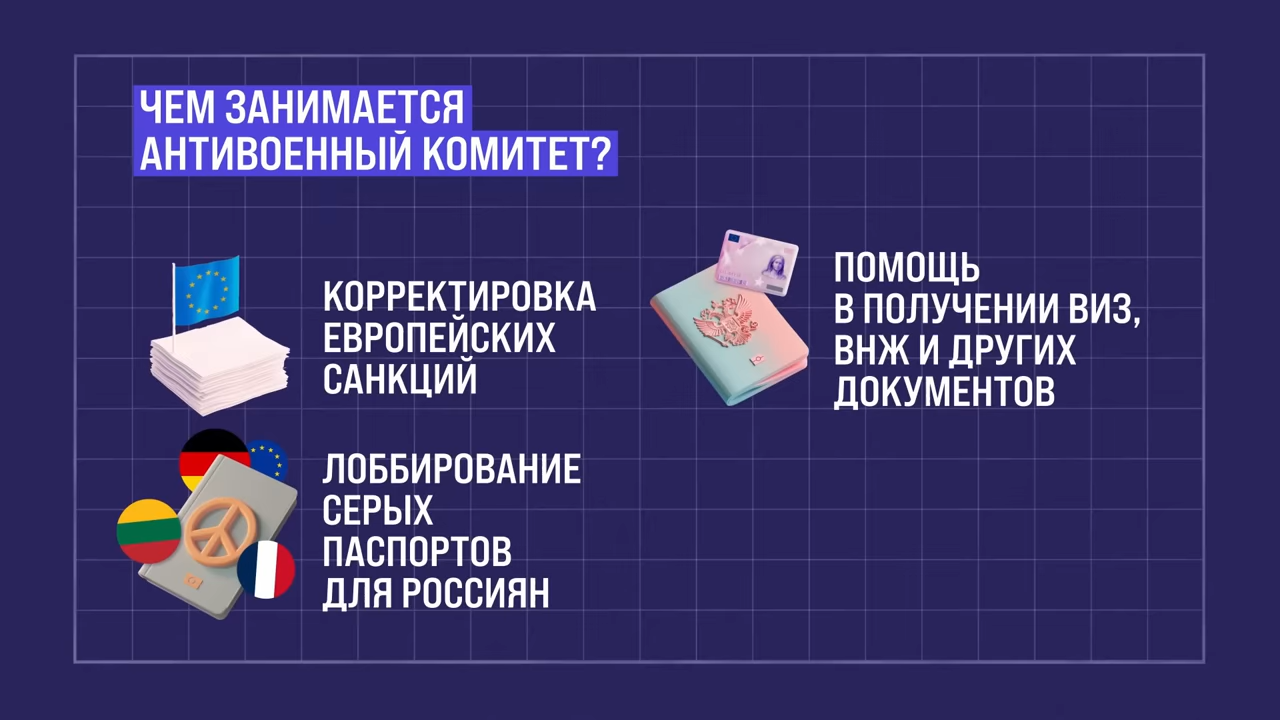 ЧЕМ ЗАНИМАЕТСЯ
АНТИВОЕННЫЙ КОМИТЕТ?
КОРРЕКТИРОВКА
ЕВРОПЕЙСКИХ
САНКЦИЙ
ЛОББИРОВАНИЕ
СЕРЫХ
ПАСПОРТОВ
ДЛЯ РОССИЯН
ПОМОЩЬ
В ПОЛУЧЕНИИ ВИЗ,
ВНЖ И ДРУГИХ
ДОКУМЕНТОВ